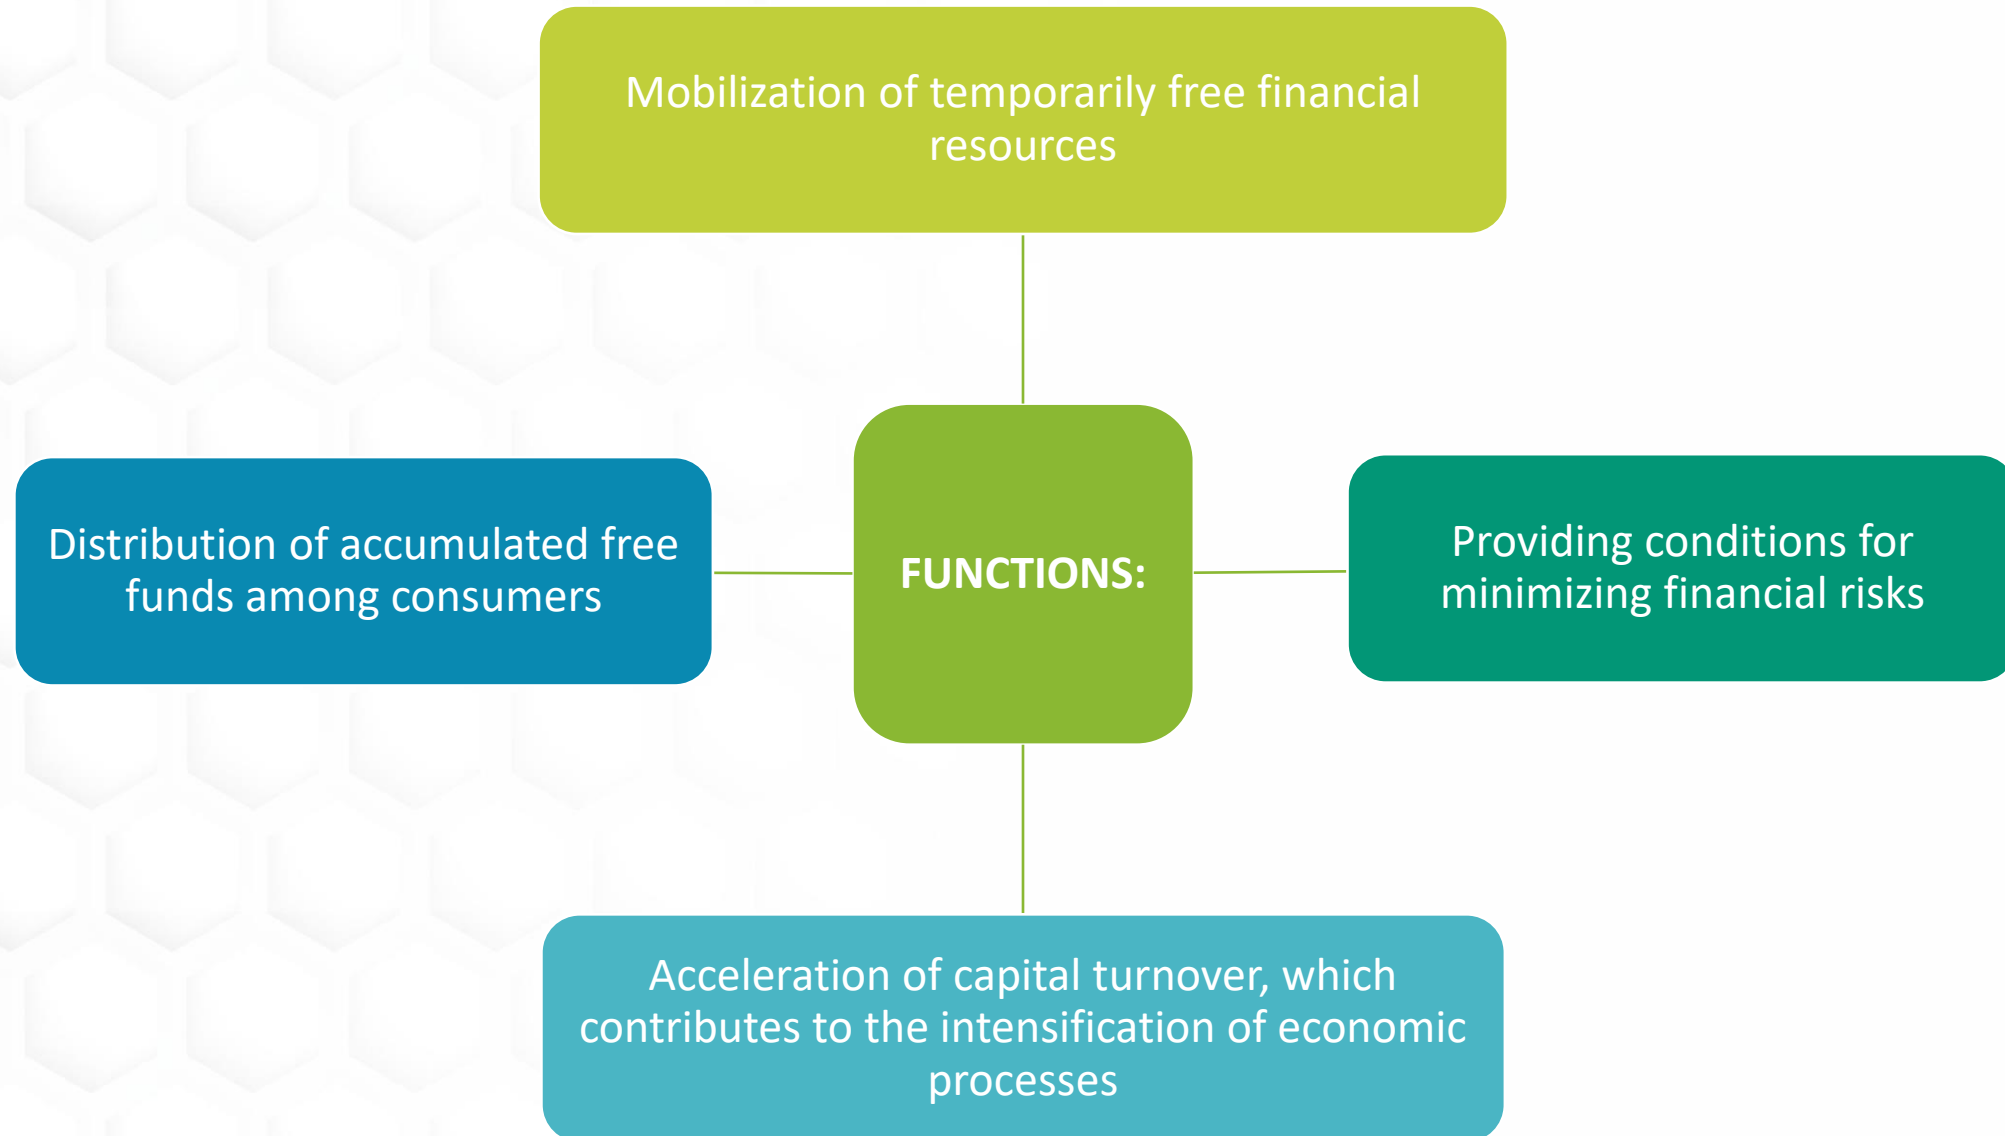 Mobilization of temporarily free financial
resources
Distribution of accumulated free
funds among consumers
FUNCTIONS:
Providing conditions for
minimizing financial risks
Acceleration of capital turnover, which
contributes to the intensification of economic
processes